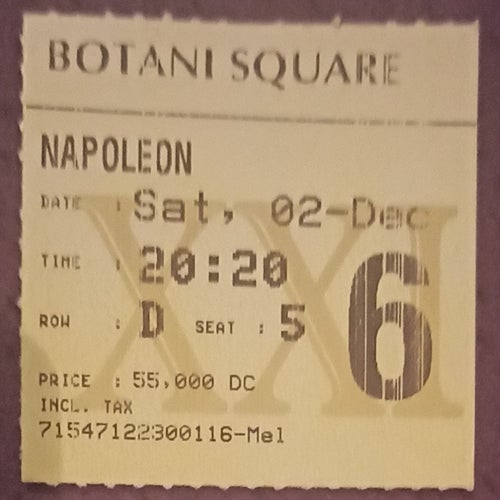 BOTANI SQUARE
NAPOLEON
DATE : Sat, 02-Dec
TIME : 20:20
ROW : D SEAT : 5
6
PRICE : 55,000 DC
INCL. TAX
71547122300116-Mel
XXI